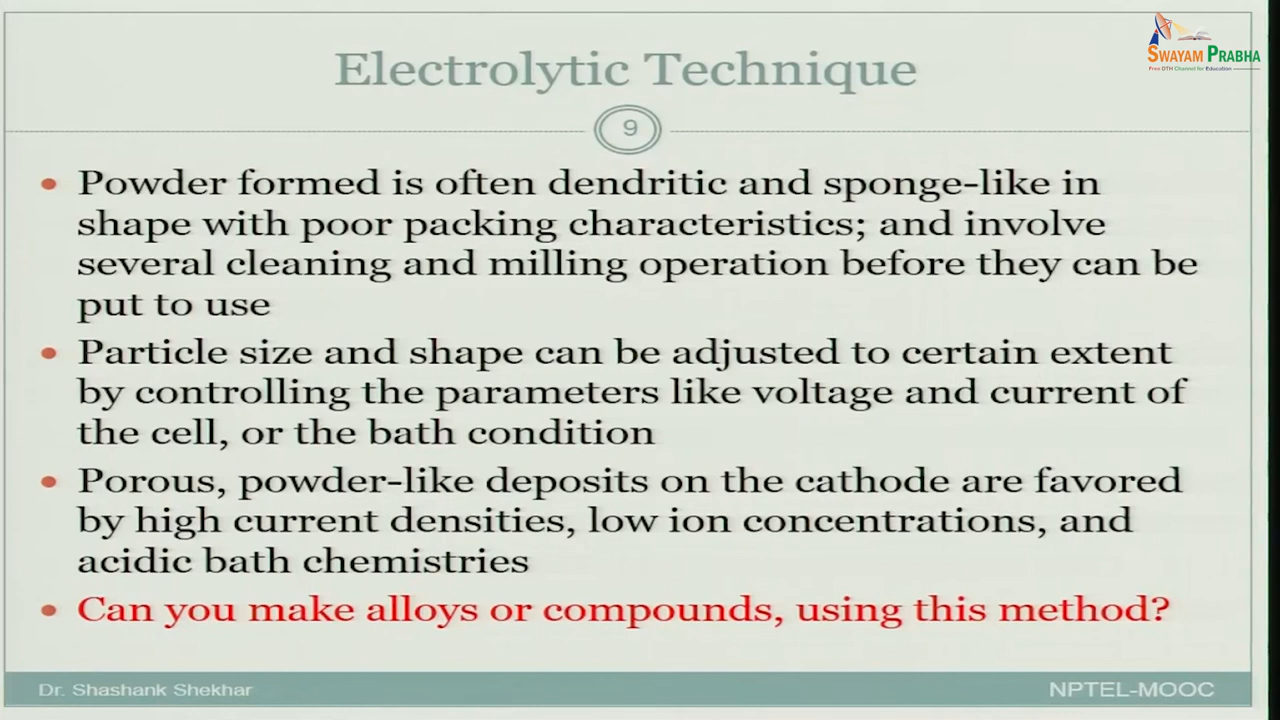 SWAYAM PRABHA
Free DTH Channel for Education
Electrolytic Technique
9
• Powder formed is often dendritic and sponge-like in
shape with poor packing characteristics; and involve
several cleaning and milling operation before they can be
put to use
• Particle size and shape can be adjusted to certain extent
by controlling the parameters like voltage and current of
the cell, or the bath condition
• Porous, powder-like deposits on the cathode are favored
by high current densities, low ion concentrations, and
acidic bath chemistries
• Can you make alloys or compounds, using this method?
Dr. Shashank Shekhar
NPTEL-MOOC